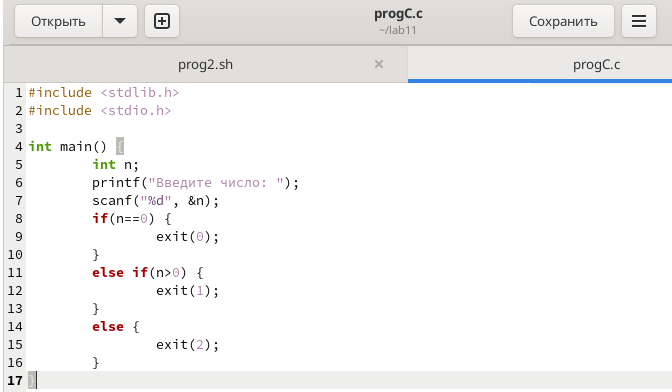 Открыть
progC.c
~/lab11
Сохранить
prog2.sh × progC.c
1 #include <stdlib.h>
2 #include <stdio.h>
3
4 int main() {
5 int n;
6 printf("Введите число: ");
7 scanf("%d", &n);
8 if(n==0) {
9 exit(0);
10 }
11 else if(n>0) {
12 exit(1);
13 }
14 else {
15 exit(2);
16 }
17 }